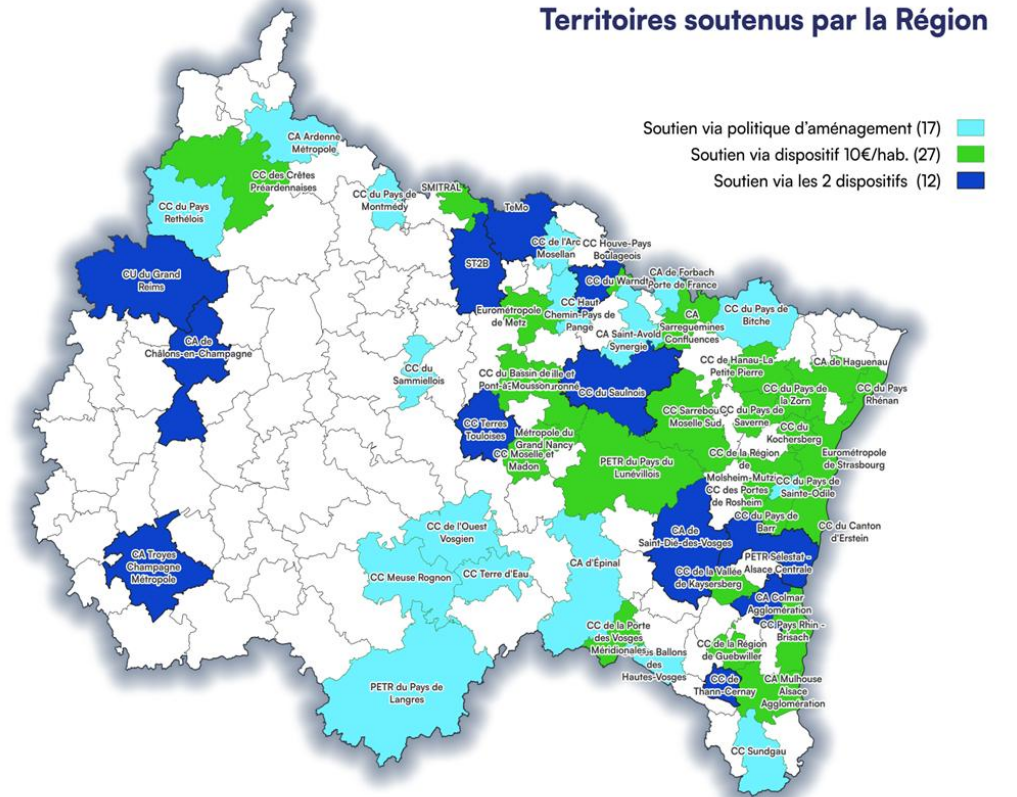 Territoires soutenus par la Région
Soutien via politique d'aménagement (17)
Soutien via dispositif 10€/hab. (27)
Soutien via les 2 dispositifs (12)
CA Ardenne
Métropole
CC des Crêtes
Préardennaises
CC du Pays
Rethélois
CC du Pays de
Montmédy
SMITRAL
TeMo
ST2B
CC de l'Arc
Mosellan
CC Houve-Pays
Boulageois
CC du Warndt
CA de Forbach
Porte de France
CU du Grand
Reims
Eurométropole
de Metz
CC Haut
Chemin-Pays de
Pange
CA Saint-Avold
Synergie
CA
Sarreguemines
Confluences
CC du Pays de
Bitche
CA de
Châlons-en-Champagne
CC du
Sammiellois
CC du Bassin de
Pont-à-Mousson
CC du Saulnois
CC de Hanau-La
Petite Pierre
CA de Haguenau
CC du Pays de
la Zorn
CC du Pays
Rhénan
CC Sarrebou
Moselle Sud
CC du Pays de
Saverne
CC du
Kochersberg
CC Terres
Touloises
Métropole du
Grand Nancy
CC Moselle et
Madon
PETR du Pays du
Lunévillois
CC de la Région
de
Molsheim-Mutzig
Eurométropole
de Strasbourg
CC des Portes
de Rosheim
CC du Pays de
Sainte-Odile
CC du Pays de
Barr
CC du Canton
d'Erstein
CC de l'Ouest
Vosgien
CA de
Saint-Dié-des-Vosges
CA Troyes
Champagne
Métropole
CC Meuse Rognon
CC Terre d'Eau
CA d'Épinal
CC de la Vallée
de Kaysersberg
PETR Sélestat -
Alsace Centrale
CA Colmar
Agglomération
CC Pays Rhin -
Brisach
CC de la Porte
des Vosges
Méridionales
Ballons
des
Hautes-Vosges
CC de la Région
de Guebwiller
PETR du Pays de
Langres
CC de
Thann-Cernay
CA Mulhouse
Alsace
Agglomération
CC Sundgau